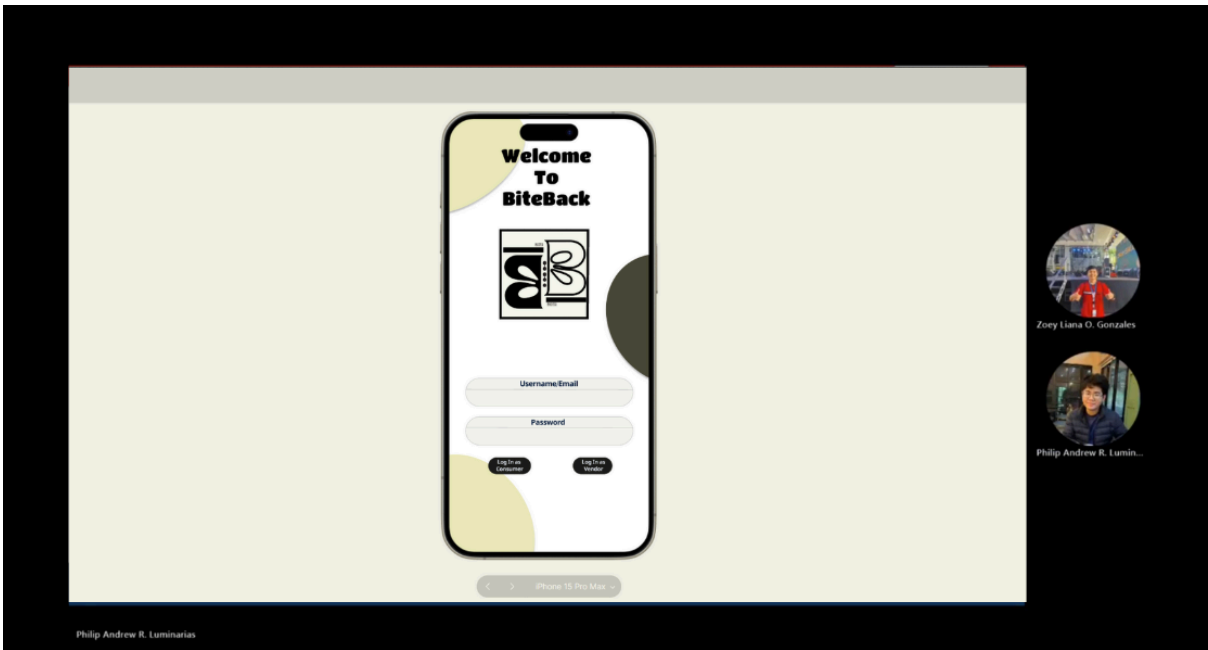 Welcome
To
BiteBack
Username/Email
Password
Log In as
Consumer
Log In as
Vendor
iPhone 15 Pro Max
Zoey Liana O. Gonzales
Philip Andrew R. Lumin...
Philip Andrew R. Luminarias